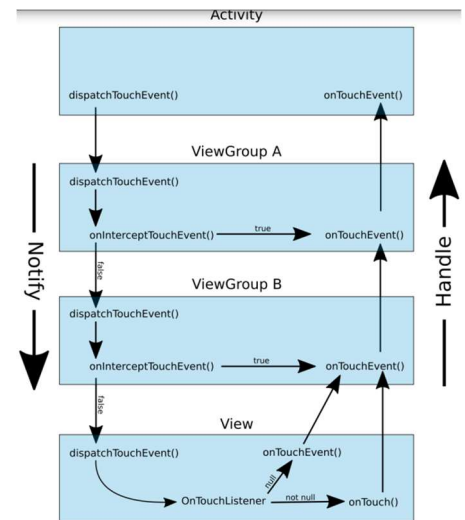 Activity
dispatchTouchEvent()
onTouchEvent()
ViewGroup A
dispatchTouchEvent()
onInterceptTouchEvent()
true
onTouchEvent()
false
ViewGroup B
dispatchTouchEvent()
onInterceptTouchEvent()
true
onTouchEvent()
false
View
dispatchTouchEvent()
onTouchEvent()
null
OnTouchListener
not null
onTouch()
Notify
Handle